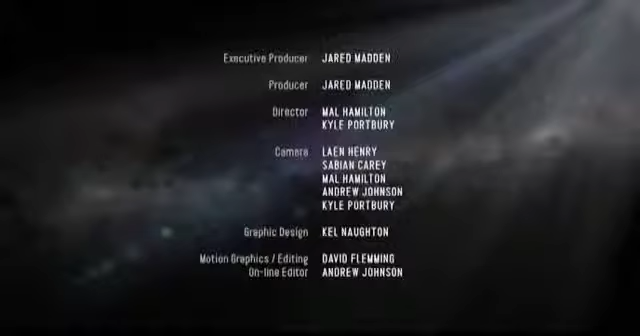 Executive Producer JARED MADDEN
Producer JARED MADDEN
Director MAL HAMILTON
KYLE PORTBURY
Camera LAEN HENRY
SABIAN CAREY
MAL HAMILTON
ANDREW JOHNSON
KYLE PORTBURY
Graphic Design KEL NAUGHTON
Motion Graphics / Editing DAVID FLEMMING
On-line Editor ANDREW JOHNSON